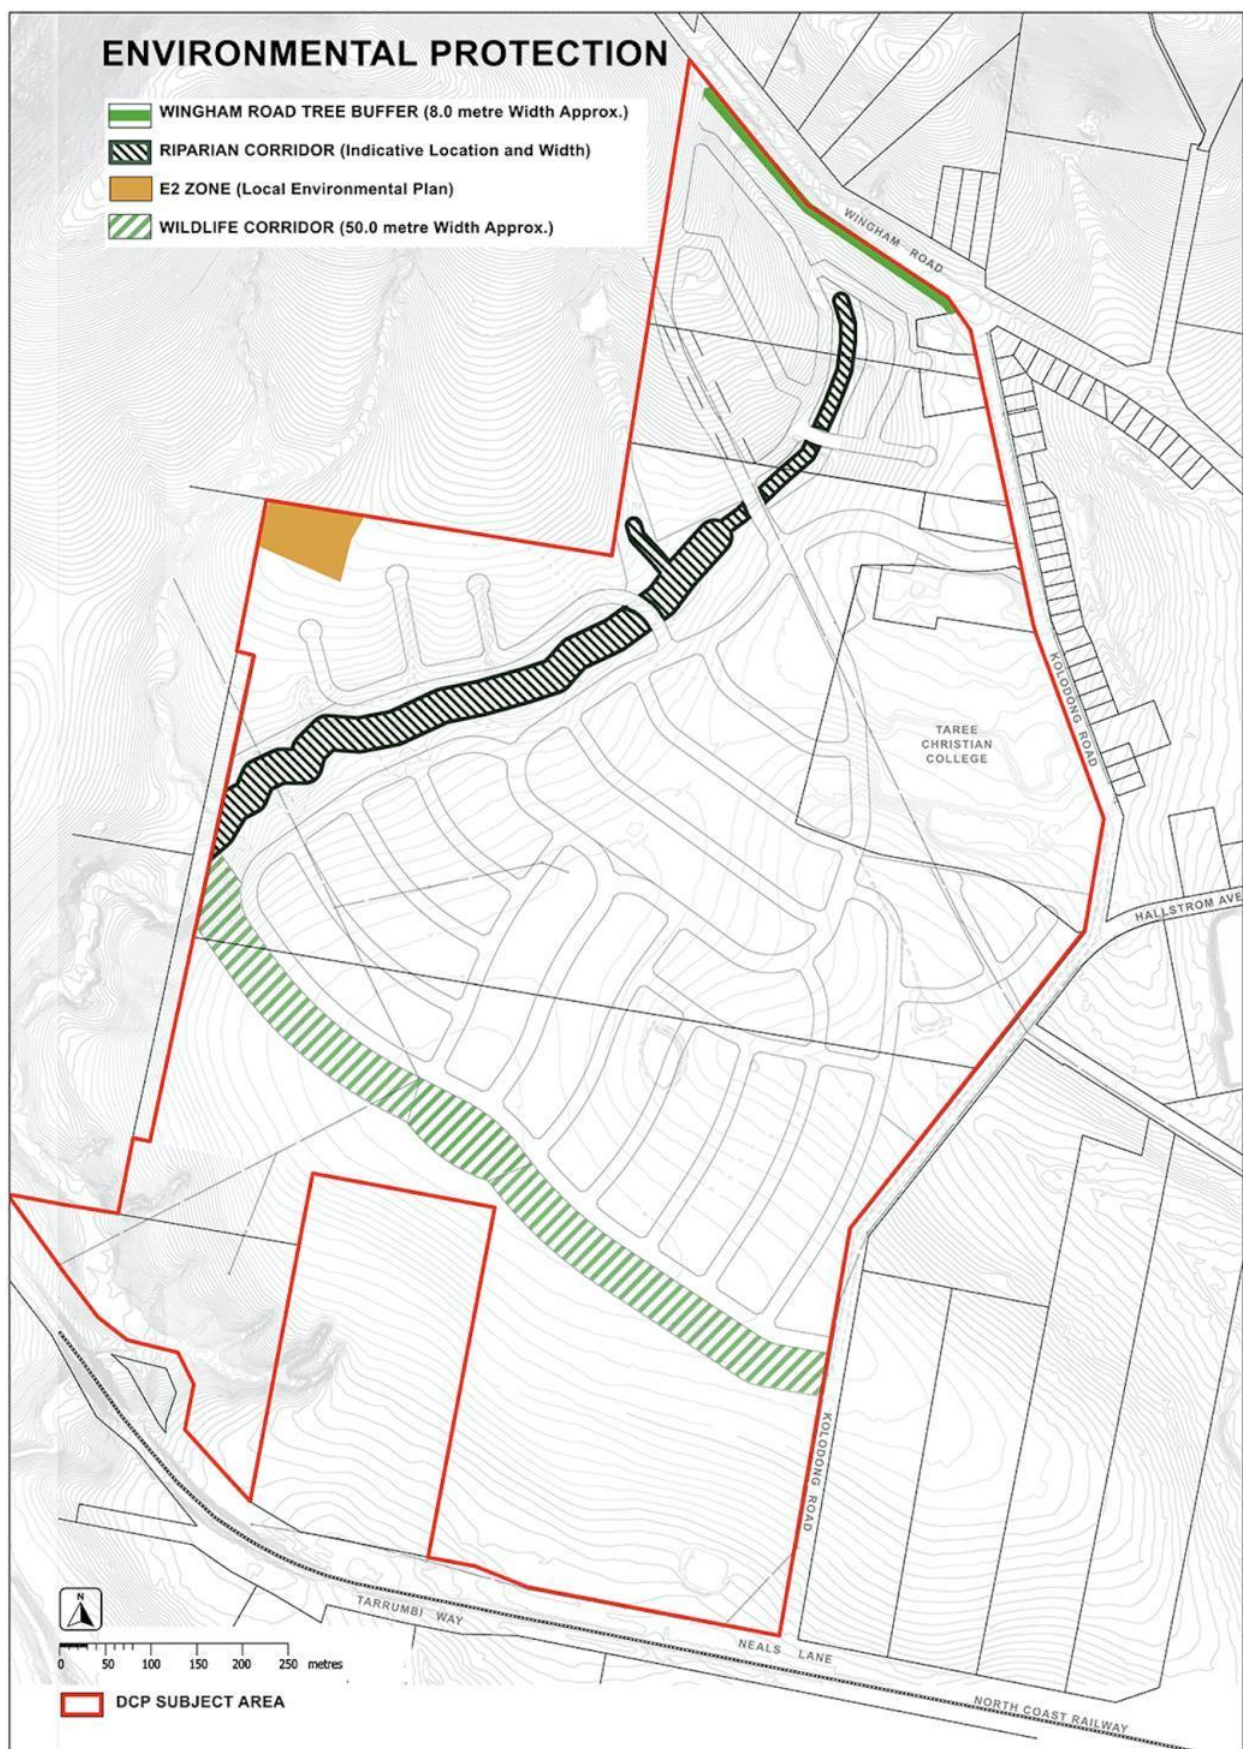 ENVIRONMENTAL PROTECTION
WINGHAM ROAD TREE BUFFER (8.0 metre Width Approx.)
RIPARIAN CORRIDOR (Indicative Location and Width)
E2 ZONE (Local Environmental Plan)
WILDLIFE CORRIDOR (50.0 metre Width Approx.)
WINGHAM ROAD
KOLODONG ROAD
TAREE
CHRISTIAN
COLLEGE
HALLSTROM AVE
KOLODONG ROAD
N
TARRUMBI WAY
NEALS LANE
0 50 100 150 200 250 metres
NORTH COAST RAILWAY
DCP SUBJECT AREA